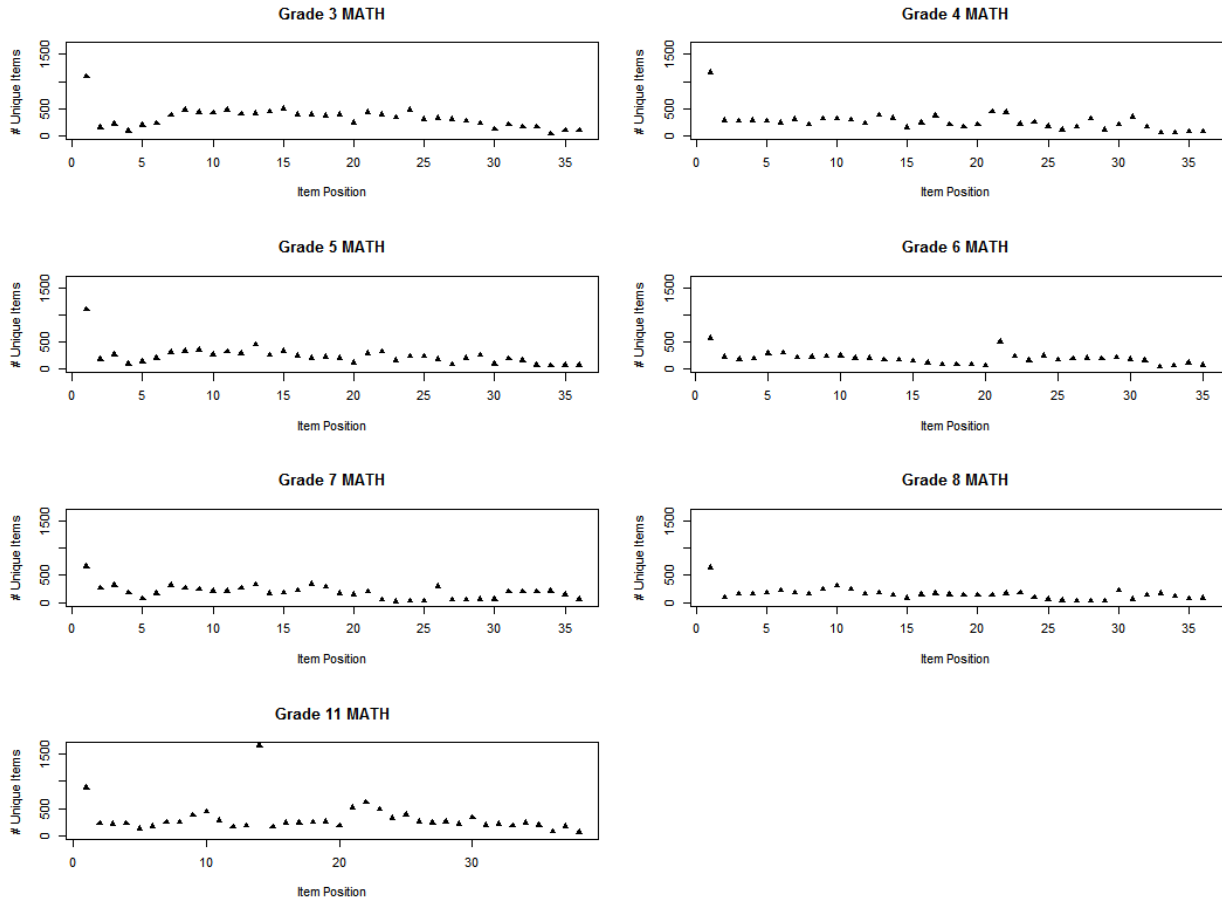 Grade 3 MATH
# Unique Items
0 500 1500
0 5 10 15 20 25 30 35
Item Position
Grade 4 MATH
# Unique Items
0 500 1500
0 5 10 15 20 25 30 35
Item Position
Grade 5 MATH
# Unique Items
0 500 1500
0 5 10 15 20 25 30 35
Item Position
Grade 6 MATH
# Unique Items
0 500 1500
0 5 10 15 20 25 30 35
Item Position
Grade 7 MATH
# Unique Items
0 500 1500
0 5 10 15 20 25 30 35
Item Position
Grade 8 MATH
# Unique Items
0 500 1500
0 5 10 15 20 25 30 35
Item Position
Grade 11 MATH
# Unique Items
0 500 1500
0 10 20 30
Item Position